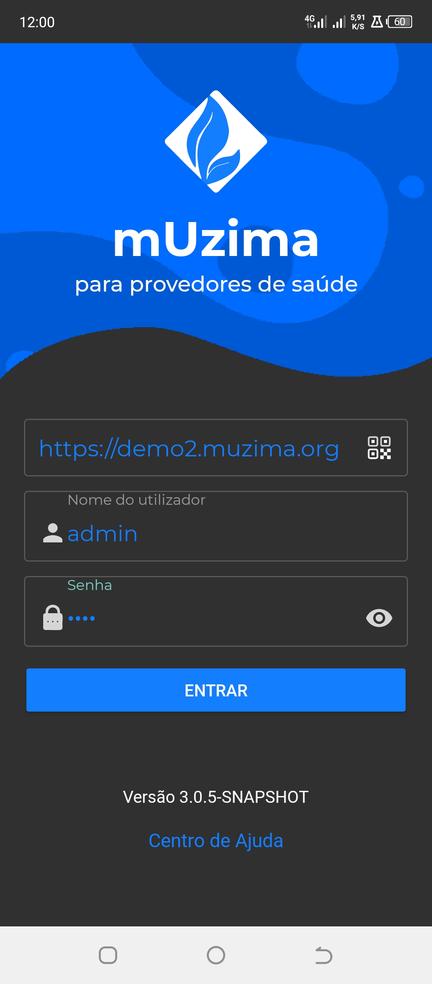 12:00
4G
5,91
K/S
60
mUzima
para provedores de saúde
https://demo2.muzima.org
Nome do utilizador
admin
Senha
••••
ENTRAR
Versão 3.0.5-SNAPSHOT
Centro de Ajuda